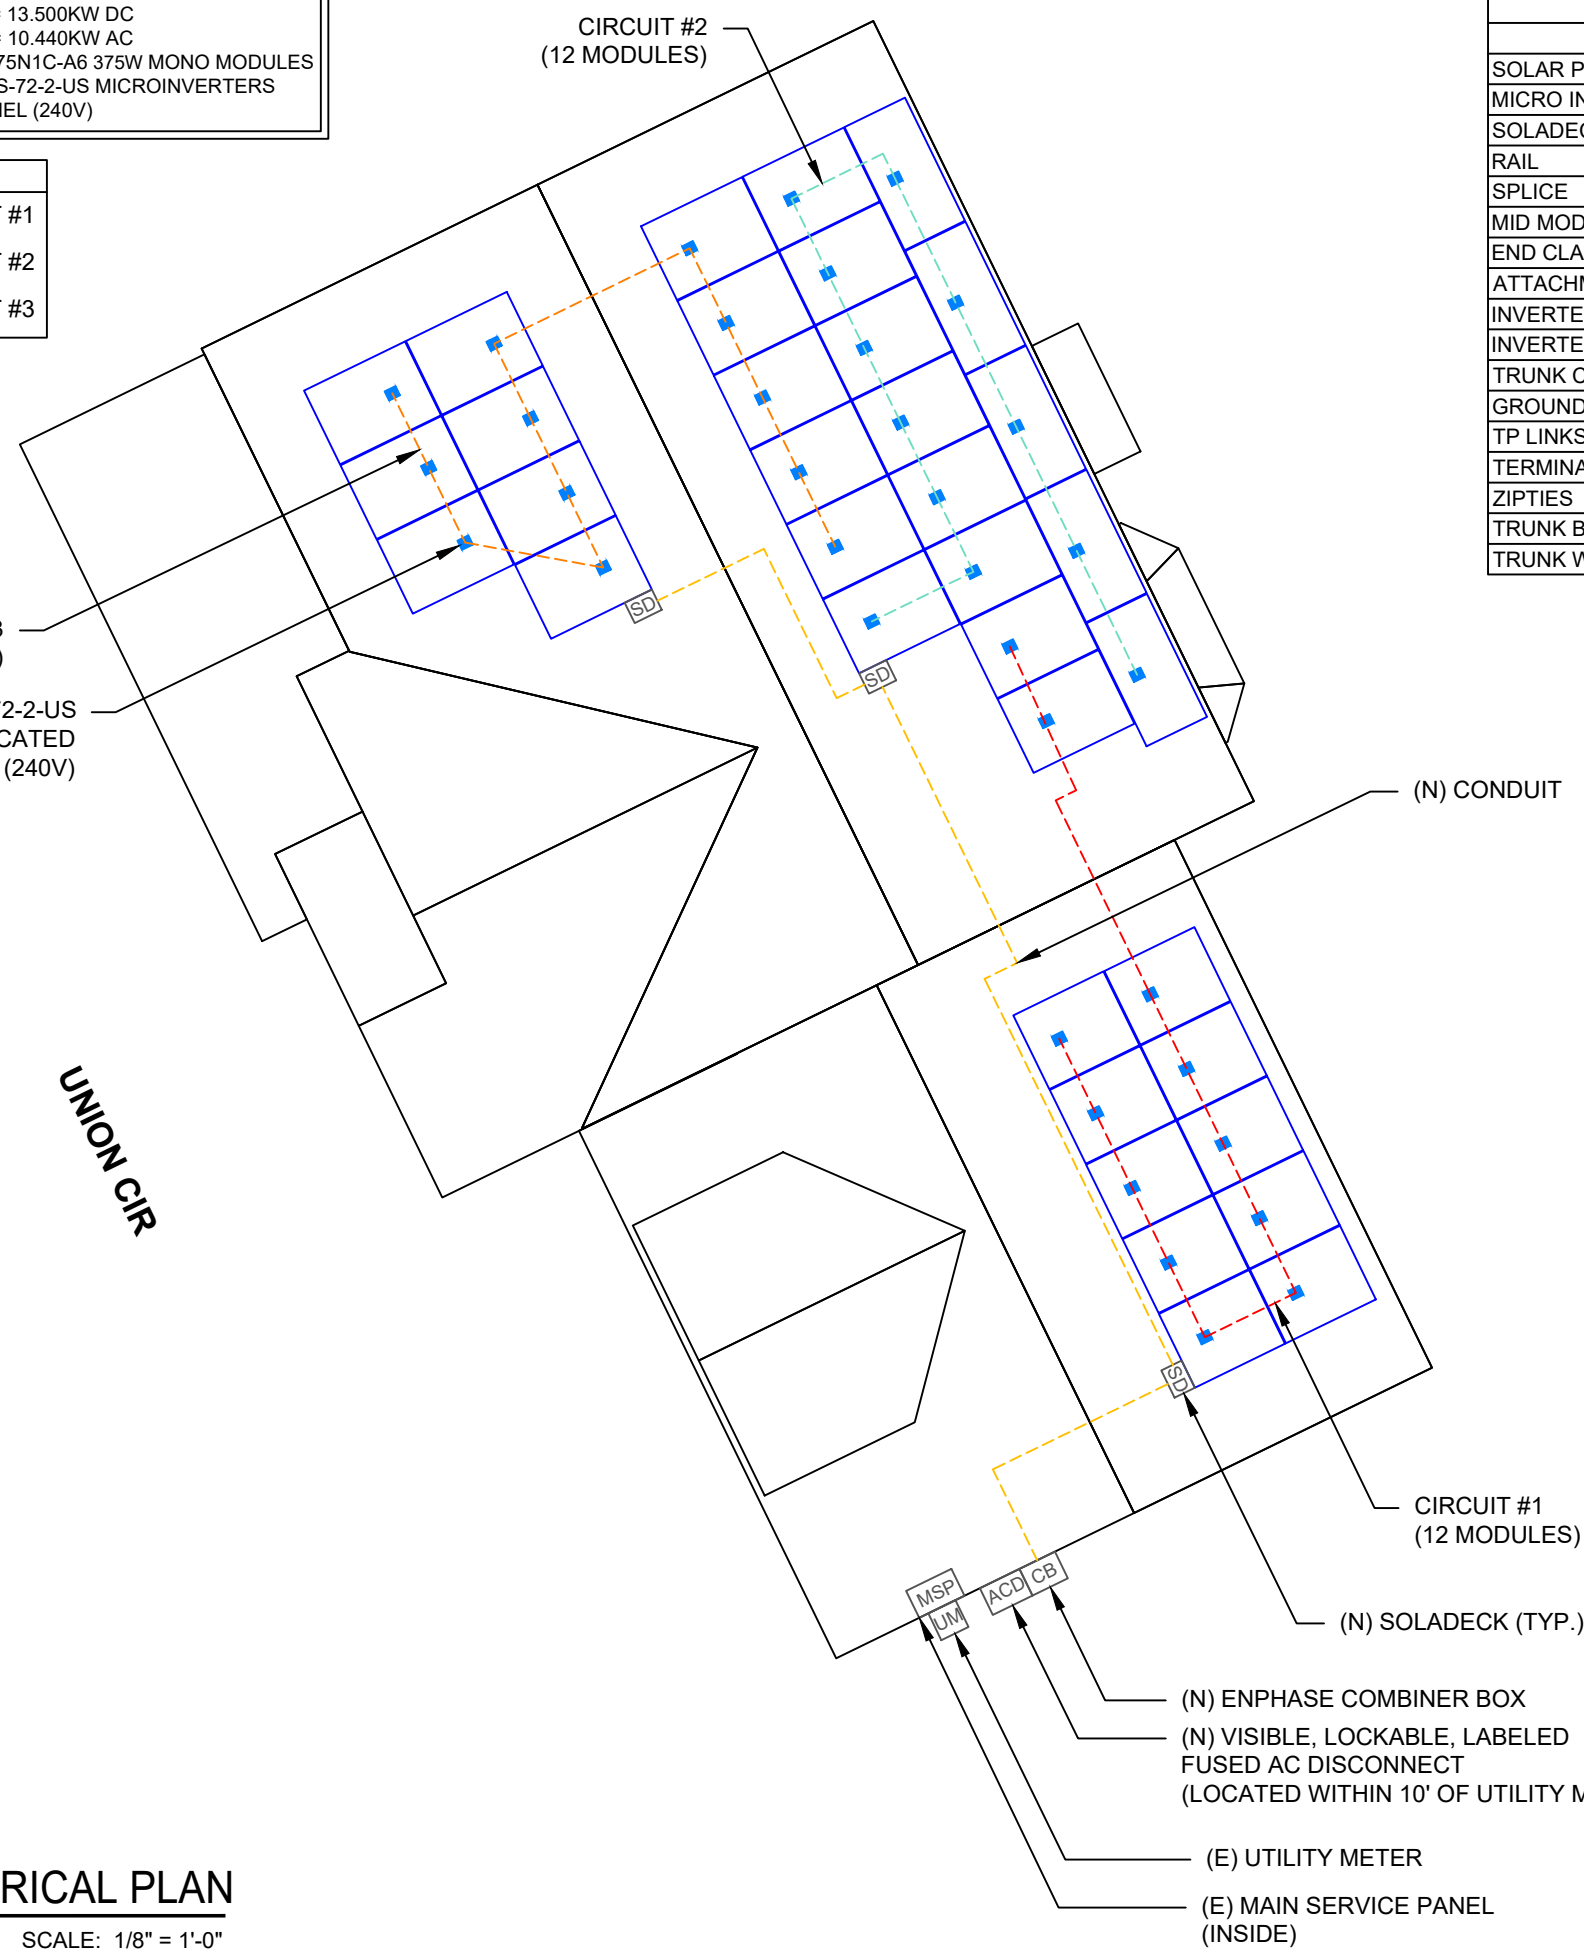 = 13.500KW DC
= 10.440KW AC
75N1C-A6 375W MONO MODULES
S-72-2-US MICROINVERTERS
NEL (240V)
#1
#2
#3
CIRCUIT #2
(12 MODULES)
SOLAR P
MICRO IN
SOLADEC
RAIL
SPLICE
MID MOD
END CLA
ATTACHM
INVERTE
INVERTE
TRUNK C
GROUND
TP LINKS
TERMINA
ZIPTIES
TRUNK B
TRUNK W
SD
SD
72-2-US
CATED
(240V)
(N) CONDUIT
UNION CIR
SD
CIRCUIT #1
(12 MODULES)
MSP
UM
ACD
CB
(N) SOLADECK (TYP.)
(N) ENPHASE COMBINER BOX
(N) VISIBLE, LOCKABLE, LABELED
FUSED AC DISCONNECT
(LOCATED WITHIN 10' OF UTILITY M
(E) UTILITY METER
(E) MAIN SERVICE PANEL
(INSIDE)
RICAL PLAN
SCALE: 1/8" = 1'-0"